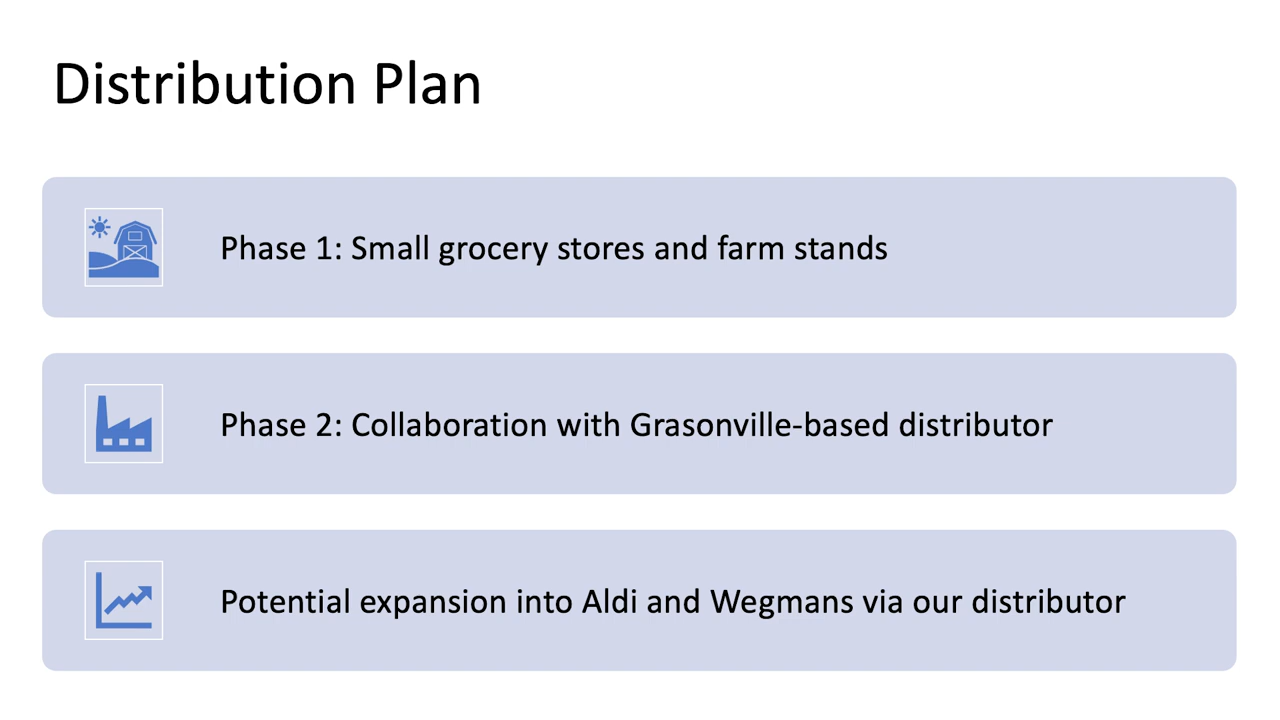 Distribution Plan
Phase 1: Small grocery stores and farm stands
Phase 2: Collaboration with Grasonville-based distributor
Potential expansion into Aldi and Wegmans via our distributor